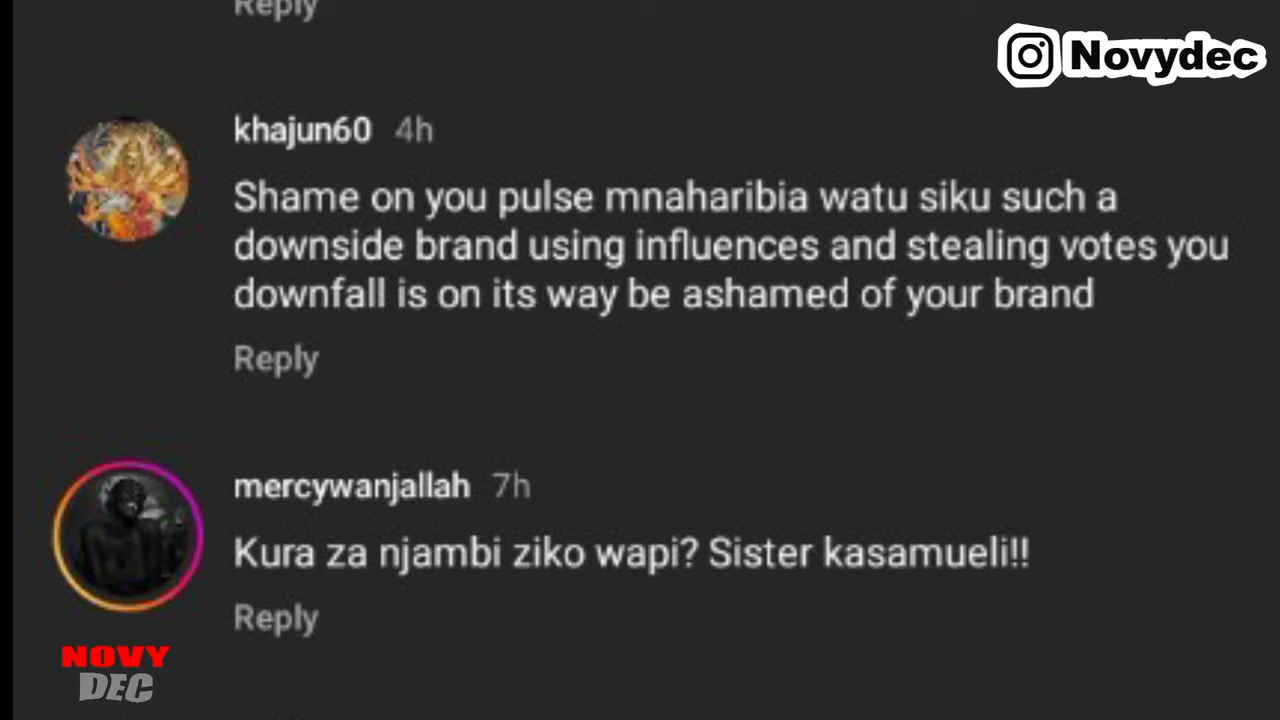 Reply
Novydec
khajun60 4h
Shame on you pulse mnaharibia watu siku such a
downside brand using influences and stealing votes you
downfall is on its way be ashamed of your brand
Reply
mercywanjallah 7h
Kura za njambi ziko wapi? Sister kasamueli!!
Reply
NOVY
DEC